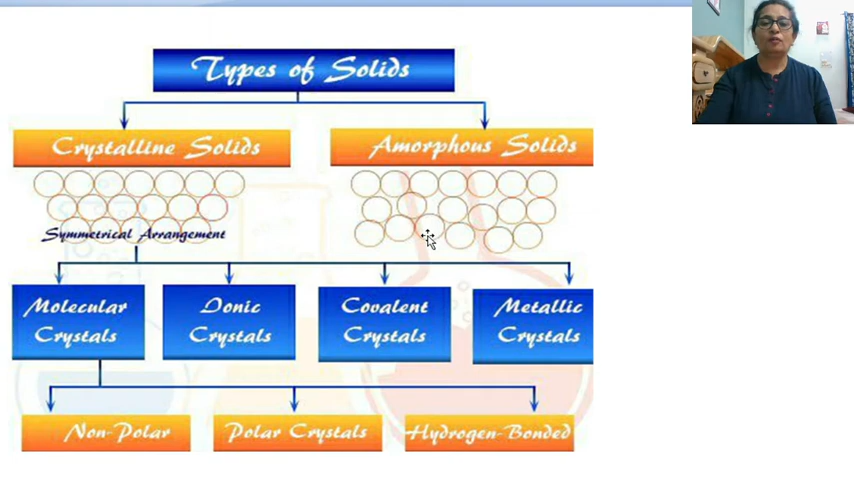 Types of Solids
Crystalline Solids
Amorphous Solids
Symmetrical Arrangement
Molecular
Crystals
Ionic
Crystals
Covalent
Crystals
Metallic
Crystals
Non-Polar
Polar Crystals
Hydrogen-Bonded